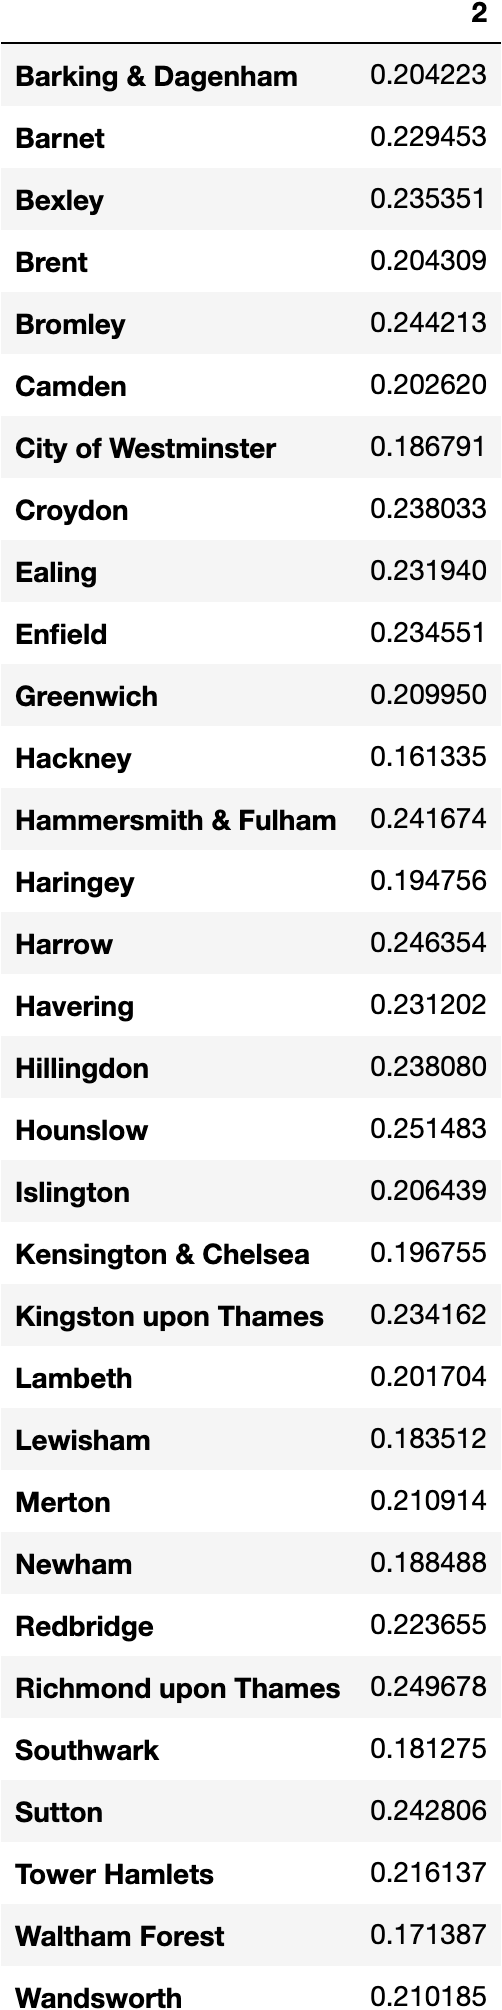 2
Barking & Dagenham 0.204223
Barnet 0.229453
Bexley 0.235351
Brent 0.204309
Bromley 0.244213
Camden 0.202620
City of Westminster 0.186791
Croydon 0.238033
Ealing 0.231940
Enfield 0.234551
Greenwich 0.209950
Hackney 0.161335
Hammersmith & Fulham 0.241674
Haringey 0.194756
Harrow 0.246354
Havering 0.231202
Hillingdon 0.238080
Hounslow 0.251483
Islington 0.206439
Kensington & Chelsea 0.196755
Kingston upon Thames 0.234162
Lambeth 0.201704
Lewisham 0.183512
Merton 0.210914
Newham 0.188488
Redbridge 0.223655
Richmond upon Thames 0.249678
Southwark 0.181275
Sutton 0.242806
Tower Hamlets 0.216137
Waltham Forest 0.171387
Wandsworth 0.210185